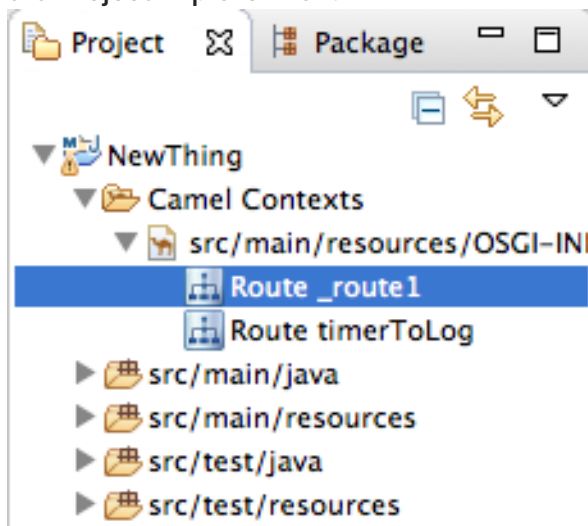 Project Package
NewThing
Camel Contexts
src/main/resources/OSGI-IN
Route _route1
Route timerToLog
src/main/java
src/main/resources
src/test/java
src/test/resources